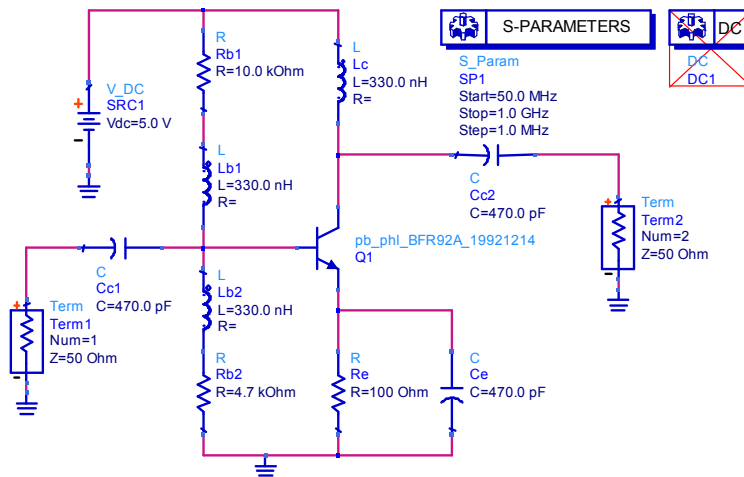 S-PARAMETERS
DC
R
Rb1
R=10.0 kOhm
L
Lc
L=330.0 nH
R=
S_Param
SP1
Start=50.0 MHz
Stop=1.0 GHz
Step=1.0 MHz
DC
DC1
V_DC
SRC1
Vdc=5.0 V
+
-
L
Lb1
L=330.0 nH
R=
C
Cc2
C=470.0 pF
pb_phl_BFR92A_19921214
Q1
+
Term
Term2
Num=2
Z=50 Ohm
-
C
Cc1
C=470.0 pF
L
Lb2
L=330.0 nH
R=
+
Term
Term1
Num=1
Z=50 Ohm
-
R
Rb2
R=4.7 kOhm
R
Re
R=100 Ohm
C
Ce
C=470.0 pF